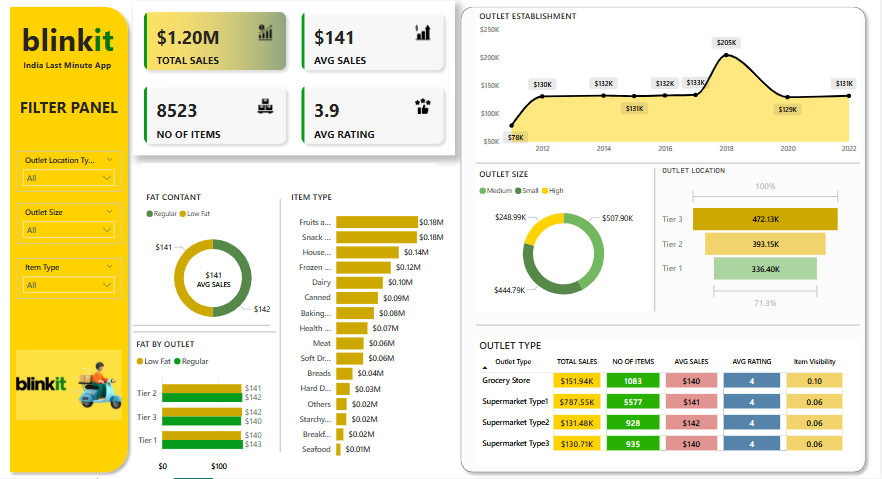 blinkit
India Last Minute App
FILTER PANEL
Outlet Location Ty...
All
Outlet Size
All
Item Type
All
blinkit
$1.20M
TOTAL SALES
$141
AVG SALES
8523
NO OF ITEMS
3.9
AVG RATING
FAT CONTANT
Regular Low Fat
$141
$141
AVG SALES
$142
FAT BY OUTLET
Low Fat Regular
Tier 2 $141
$142
Tier 3 $142
$140
Tier 1 $140
$143
$0 $100
ITEM TYPE
Fruits a... $0.18M
Snack ... $0.18M
House... $0.14M
Frozen ... $0.12M
Dairy $0.10M
Canned $0.09M
Baking... $0.08M
Health ... $0.07M
Meat $0.06M
Soft Dr... $0.06M
Breads $0.04M
Hard D... $0.03M
Others $0.02M
Starchy... $0.02M
Breakf... $0.02M
Seafood $0.01M
OUTLET ESTABLISHMENT
$250K
$200K
$150K
$100K
$50K
$78K $130K $132K $131K $132K $133K $205K $129K $131K
2012 2014 2016 2018 2020 2022
OUTLET SIZE
Medium Small High
$248.99K
$507.90K
$444.79K
OUTLET LOCATION
100%
Tier 3 472.13K
Tier 2 393.15K
Tier 1 336.40K
71.3%
OUTLET TYPE
Outlet Type TOTAL SALES NO OF ITEMS AVG SALES AVG RATING Item Visibility
Grocery Store $151.94K 1083 $140 4 0.10
Supermarket Type1 $787.55K 5577 $141 4 0.06
Supermarket Type2 $131.48K 928 $142 4 0.06
Supermarket Type3 $130.71K 935 $140 4 0.06